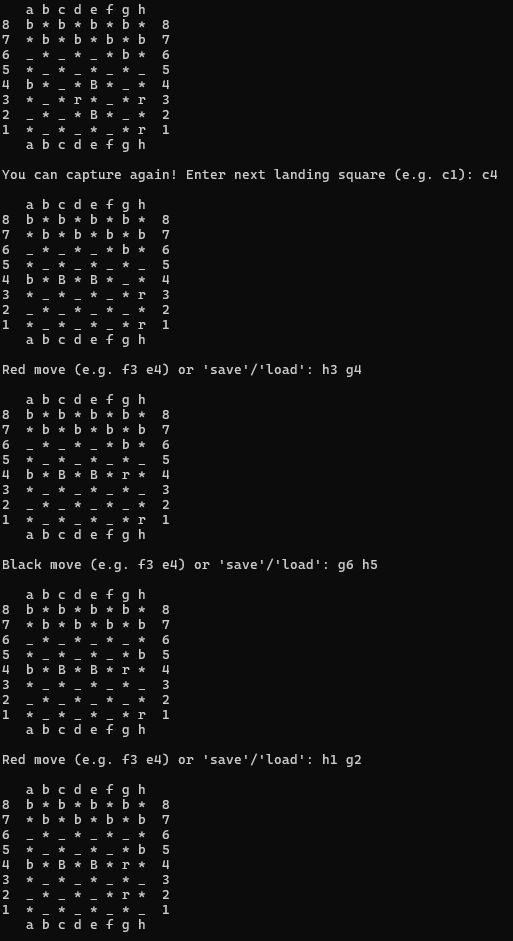 a b c d e f g h
8  b * b * b * b *  8
7  * b * b * b * b  7
6  _ * _ * _ * b *  6
5  * _ * _ * _ * _  5
4  b * _ * B * _ *  4
3  * _ * r * _ * r  3
2  _ * _ * B * _ *  2
1  * _ * _ * _ * r  1
   a b c d e f g h

You can capture again! Enter next landing square (e.g. c1): c4

   a b c d e f g h
8  b * b * b * b *  8
7  * b * b * b * b  7
6  _ * _ * _ * b *  6
5  * _ * _ * _ * _  5
4  b * B * B * _ *  4
3  * _ * _ * _ * r  3
2  _ * _ * _ * _ *  2
1  * _ * _ * _ * r  1
   a b c d e f g h

Red move (e.g. f3 e4) or 'save'/'load': h3 g4

   a b c d e f g h
8  b * b * b * b *  8
7  * b * b * b * b  7
6  _ * _ * _ * b *  6
5  * _ * _ * _ * _  5
4  b * B * B * r *  4
3  * _ * _ * _ * _  3
2  _ * _ * _ * _ *  2
1  * _ * _ * _ * r  1
   a b c d e f g h

Black move (e.g. f3 e4) or 'save'/'load': g6 h5

   a b c d e f g h
8  b * b * b * b *  8
7  * b * b * b * b  7
6  _ * _ * _ * _ *  6
5  * _ * _ * _ * b  5
4  b * B * B * r *  4
3  * _ * _ * _ * _  3
2  _ * _ * _ * _ *  2
1  * _ * _ * _ * r  1
   a b c d e f g h

Red move (e.g. f3 e4) or 'save'/'load': h1 g2

   a b c d e f g h
8  b * b * b * b *  8
7  * b * b * b * b  7
6  _ * _ * _ * _ *  6
5  * _ * _ * _ * b  5
4  b * B * B * r *  4
3  * _ * _ * _ * _  3
2  _ * _ * _ * r *  2
1  * _ * _ * _ * _  1
   a b c d e f g h